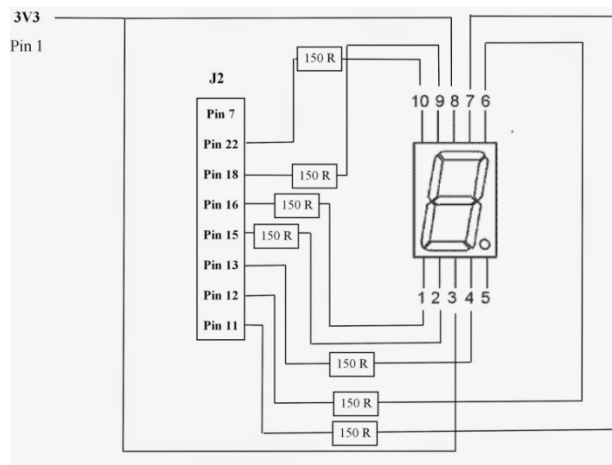 3V3
Pin 1
150 R
J2
Pin 7
Pin 22
Pin 18
Pin 16
Pin 15
Pin 13
Pin 12
Pin 11
150 R
150 R
150 R
10 9 8 7 6
1 2 3 4 5
150 R
150 R
150 R